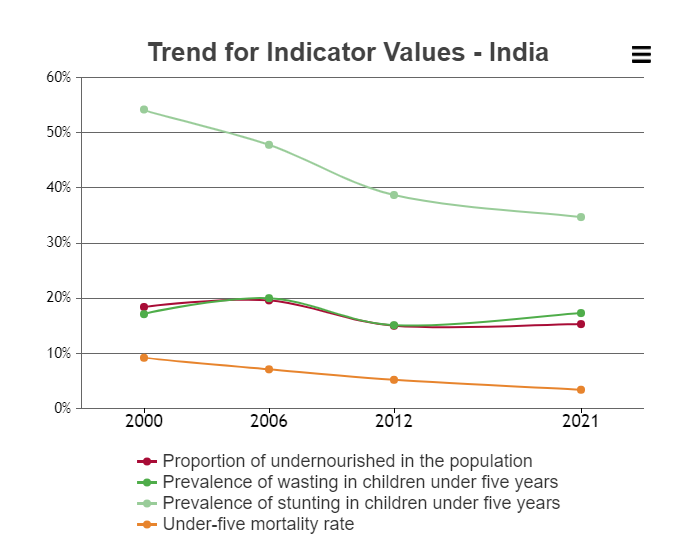 Trend for Indicator Values - India
60%
50%
40%
30%
20%
10%
0%
2000 2006 2012 2021
Proportion of undernourished in the population
Prevalence of wasting in children under five years
Prevalence of stunting in children under five years
Under-five mortality rate